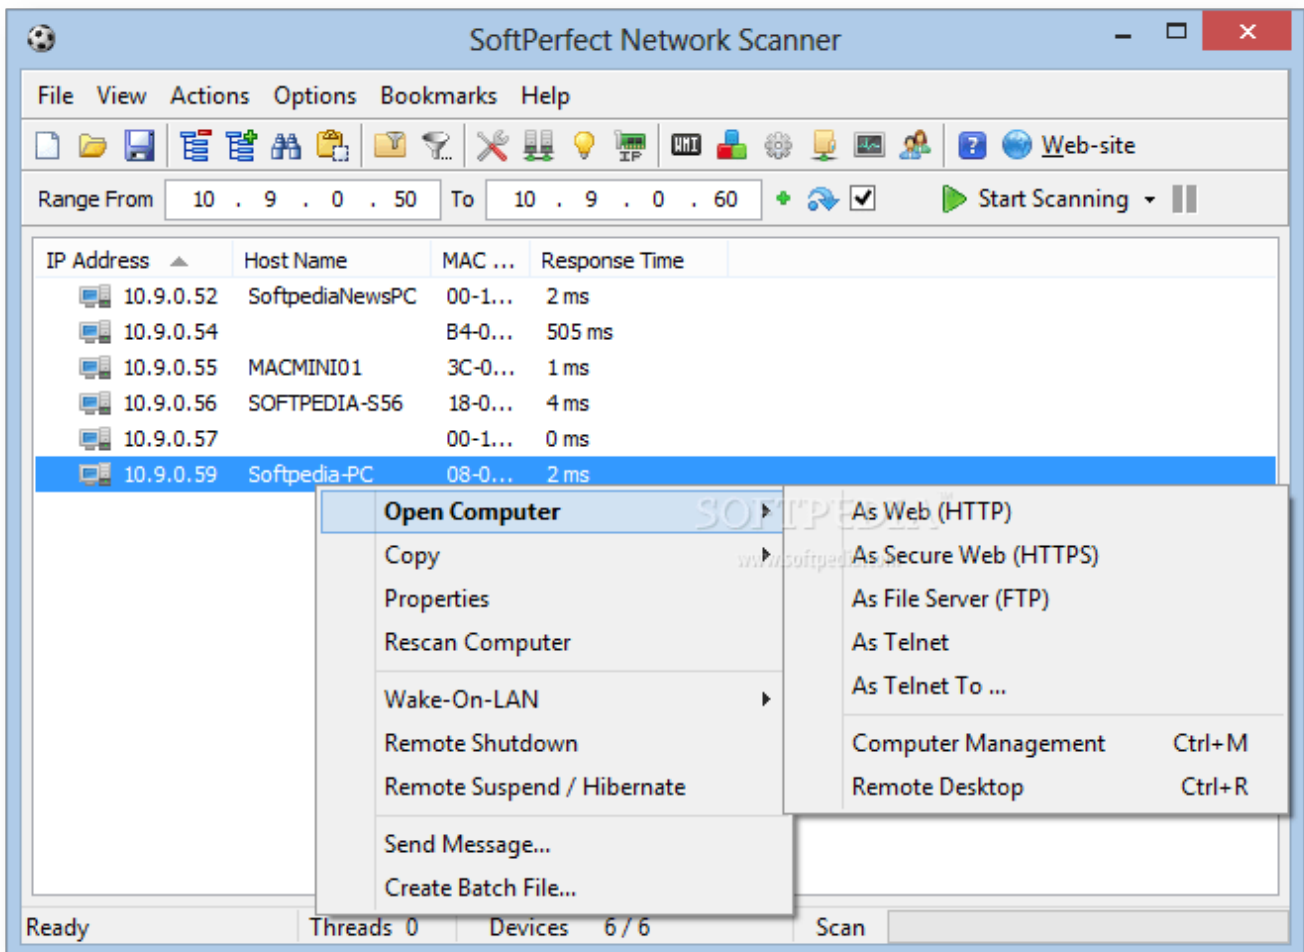 SoftPerfect Network Scanner
File View Actions Options Bookmarks Help
IP WMI ? Web-site
Range From 10 . 9 . 0 . 50 To 10 . 9 . 0 . 60 Start Scanning
IP Address Host Name MAC ... Response Time
10.9.0.52 SoftpediaNewsPC 00-1... 2 ms
10.9.0.54 B4-0... 505 ms
10.9.0.55 MACMINI01 3C-0... 1 ms
10.9.0.56 SOFTPEDIA-S56 18-0... 4 ms
10.9.0.57 00-1... 0 ms
10.9.0.59 Softpedia-PC 08-0... 2 ms
Open Computer
Copy
Properties
Rescan Computer
Wake-On-LAN
Remote Shutdown
Remote Suspend / Hibernate
Send Message...
Create Batch File...
SOFTPEDIA
www.softpedia.com
As Web (HTTP)
As Secure Web (HTTPS)
As File Server (FTP)
As Telnet
As Telnet To ...
Computer Management Ctrl+M
Remote Desktop Ctrl+R
Ready Threads 0 Devices 6 / 6 Scan